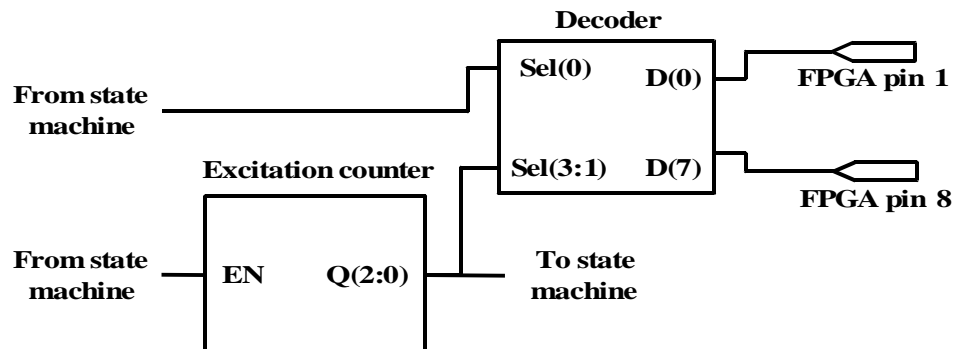 Decoder
Sel(0)
D(0)
FPGA pin 1
From state
machine
Excitation counter
Sel(3:1)
D(7)
FPGA pin 8
From state
machine
EN
Q(2:0)
To state
machine